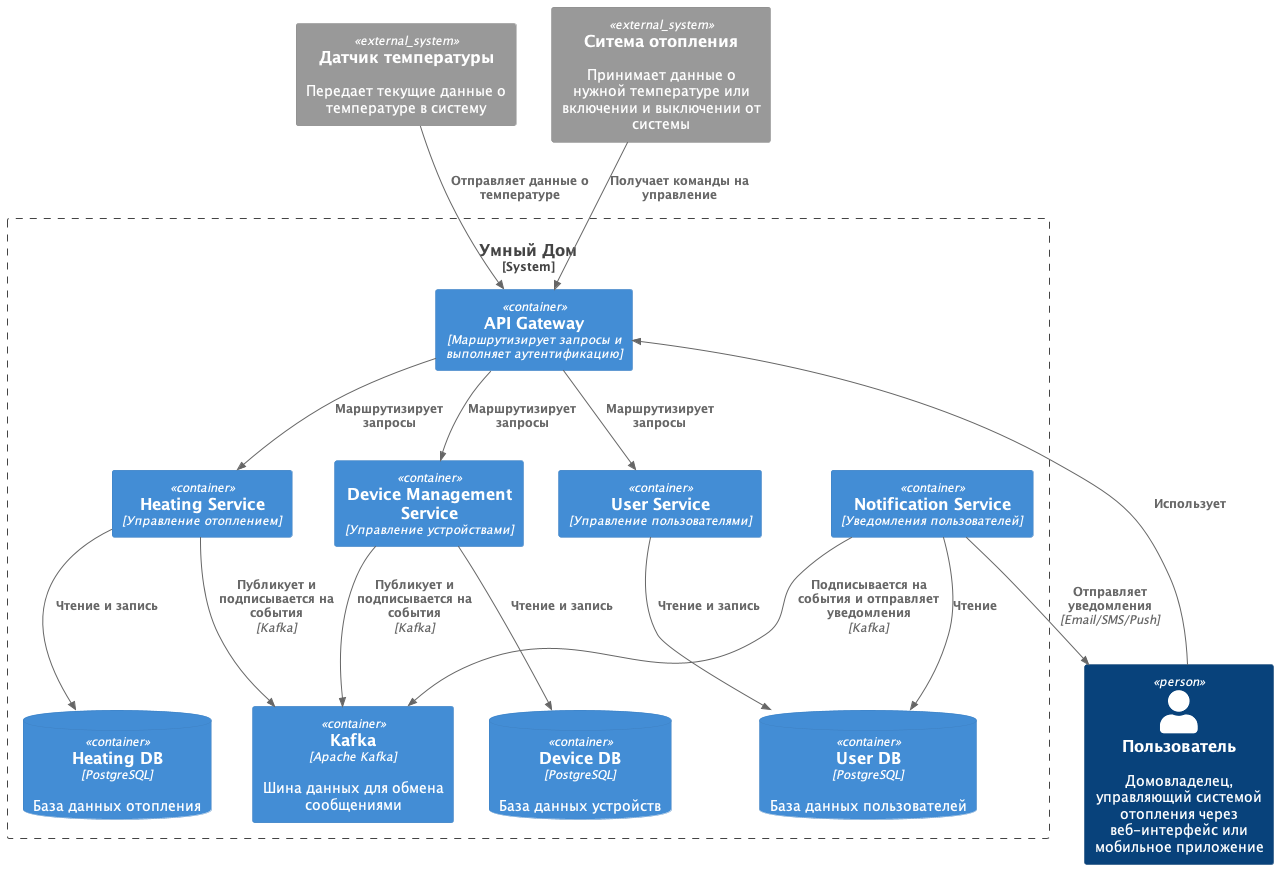 «external_system»
Датчик температуры
Передает текущие данные о
температуре в систему
«external_system»
Ситема отопления
Принимает данные о
нужной температуре или
включении и выключении от
системы
Отправляет данные о
температуре
Получает команды на
управление
Умный Дом
[System]
«container»
API Gateway
[Маршрутизирует запросы и
выполняет аутентификацию]
Маршрутизирует
запросы
Маршрутизирует
запросы
Маршрутизирует
запросы
Использует
«container»
Heating Service
[Управление отоплением]
«container»
Device Management
Service
[Управление устройствами]
«container»
User Service
[Управление пользователями]
«container»
Notification Service
[Уведомления пользователей]
Чтение и запись
Публикует и
подписывается на
события
[Kafka]
Публикует и
подписывается на
события
[Kafka]
Чтение и запись
Чтение и запись
Подписывается на
события и отправляет
уведомления
[Kafka]
Чтение
Отправляет
уведомления
[Email/SMS/Push]
«container»
Heating DB
[PostgreSQL]
База данных отопления
«container»
Kafka
[Apache Kafka]
Шина данных для обмена
сообщениями
«container»
Device DB
[PostgreSQL]
База данных устройств
«container»
User DB
[PostgreSQL]
База данных пользователей
«person»
Пользователь
Домовладелец,
управляющий системой
отопления через
веб-интерфейс или
мобильное приложение